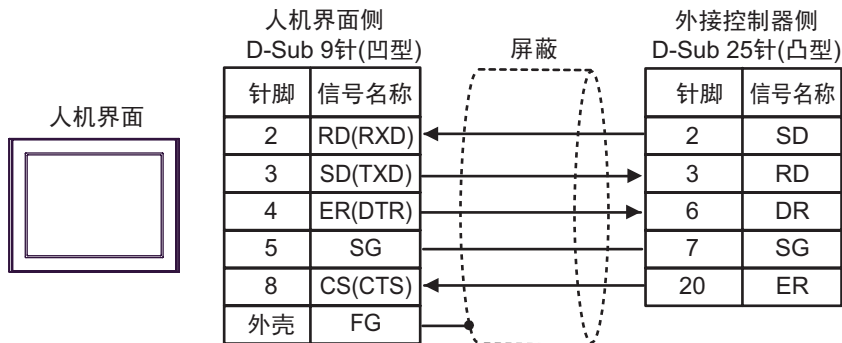 人机界面侧
D-Sub 9针(凹型)
屏蔽
外接控制器侧
D-Sub 25针(凸型)
人机界面
针脚 信号名称
针脚 信号名称
2 RD(RXD) 2 SD
3 SD(TXD) 3 RD
4 ER(DTR) 6 DR
5 SG 7 SG
8 CS(CTS) 20 ER
外壳 FG